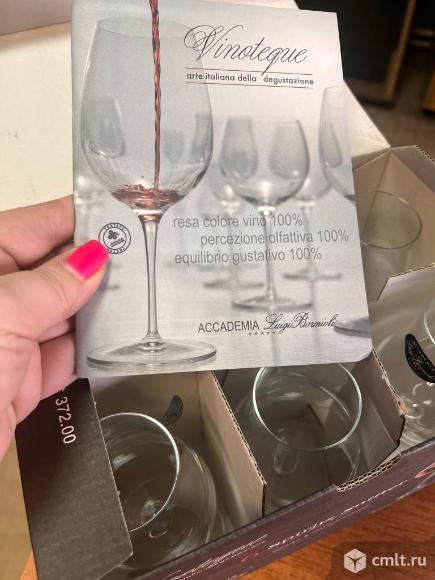 Vinoteque
arte italiana della degustazione
resa colore vino 100%
percezione olfattiva 100%
equilibrio gustativo 100%
ACCADEMIA Luigi Bormioli
372.00
cmlt.ru